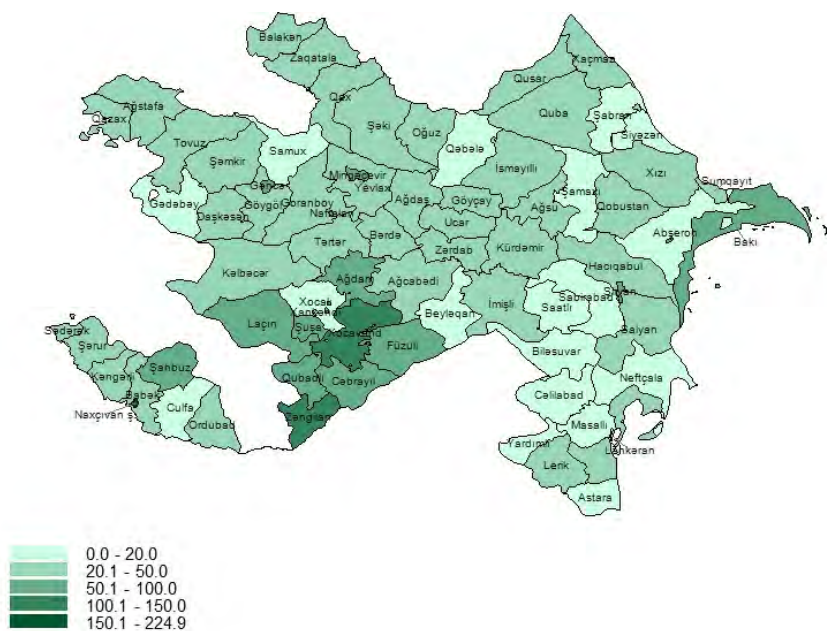 Balakən
Zaqatala
Xaçmaz
Qusar
Qax
Ağstafa
Quba
Şabran
Qazax
Şəki
Oğuz
Siyəzən
Tovuz
Samux
Qəbələ
Şəmkir
İsmayıllı
Xızı
Mingəçevir
Gəncə
Yevlax
Şamaxı
Sumqayıt
Gədəbəy
Ağdaş
Göyçay
Goranboy
Daşkəsən
Göygöl
Ağsu
Qobustan
Naftalan
Ucar
Abşeron
Tərtər
Bərdə
Zərdab
Kürdəmir
Bakı
Kəlbəcər
Ağdam
Ağcabədi
Hacıqabul
Xocalı
Xankəndi
Beyləqan
İmişli
Saatlı
Sabirabad
Şirvan
Laçın
Şuşa
Xocavənd
Salyan
Sədərək
Füzuli
Şərur
Biləsuvar
Şahbuz
Kəngərli
Qubadlı
Cəbrayıl
Neftçala
Babək
Cəlilabad
Naxçıvan ş.
Culfa
Zəngilan
Ordubad
Masallı
Yardımlı
Lənkəran
Lerik
Astara
0.0 - 20.0
20.1 - 50.0
50.1 - 100.0
100.1 - 150.0
150.1 - 224.9